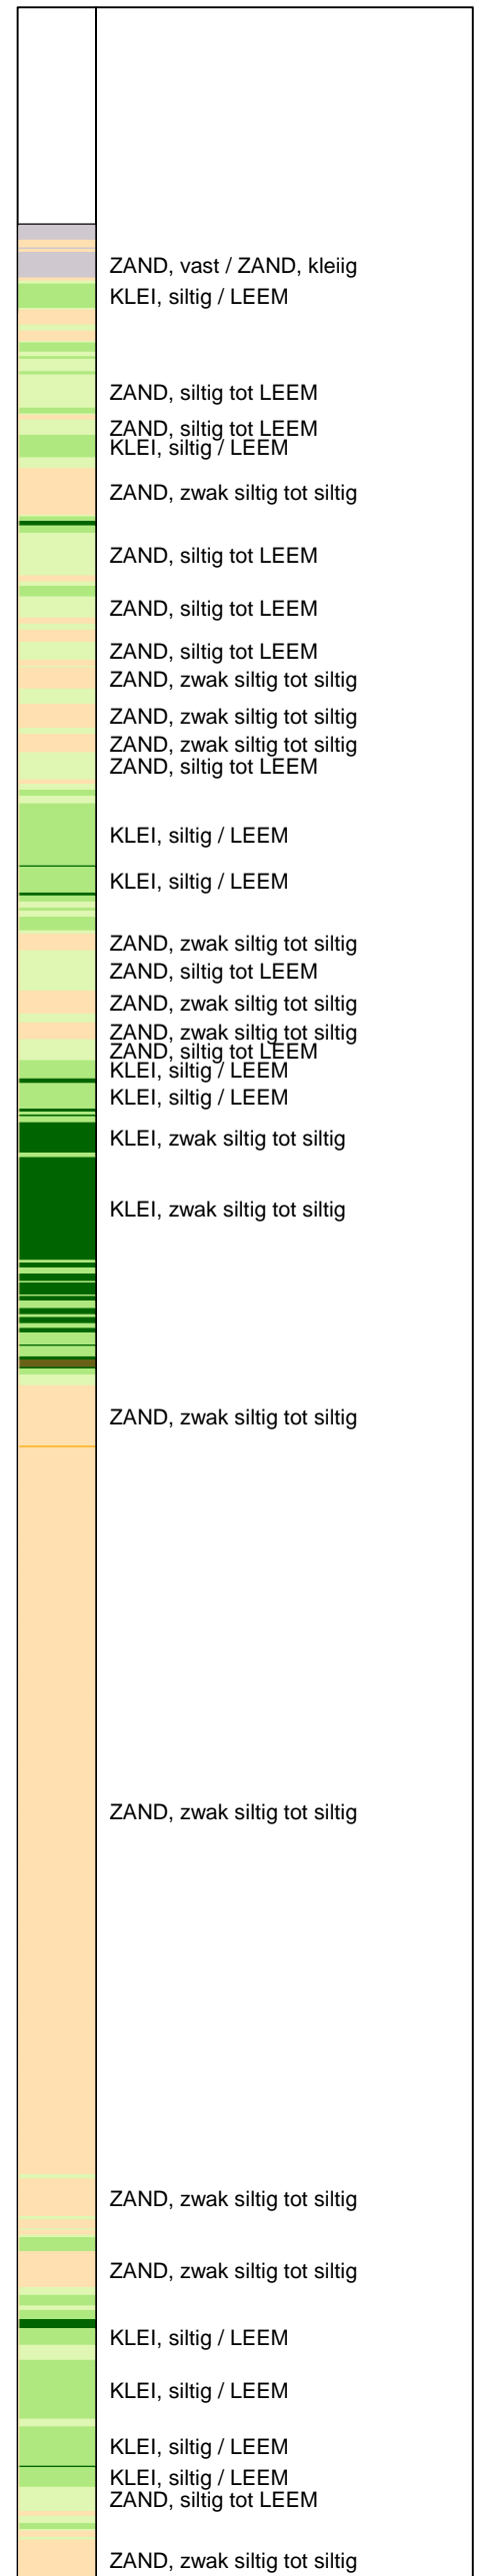 ZAND, vast / ZAND, kleiig
KLEI, siltig / LEEM
ZAND, siltig tot LEEM
ZAND, siltig tot LEEM
KLEI, siltig / LEEM
ZAND, zwak siltig tot siltig
ZAND, siltig tot LEEM
ZAND, siltig tot LEEM
ZAND, siltig tot LEEM
ZAND, zwak siltig tot siltig
ZAND, zwak siltig tot siltig
ZAND, zwak siltig tot siltig
ZAND, siltig tot LEEM
KLEI, siltig / LEEM
KLEI, siltig / LEEM
ZAND, zwak siltig tot siltig
ZAND, siltig tot LEEM
ZAND, zwak siltig tot siltig
ZAND, zwak siltig tot siltig
ZAND, siltig tot LEEM
KLEI, siltig / LEEM
KLEI, siltig / LEEM
KLEI, zwak siltig tot siltig
KLEI, zwak siltig tot siltig
ZAND, zwak siltig tot siltig
ZAND, zwak siltig tot siltig
ZAND, zwak siltig tot siltig
ZAND, zwak siltig tot siltig
KLEI, siltig / LEEM
KLEI, siltig / LEEM
KLEI, siltig / LEEM
KLEI, siltig / LEEM
ZAND, siltig tot LEEM
ZAND, zwak siltig tot siltig